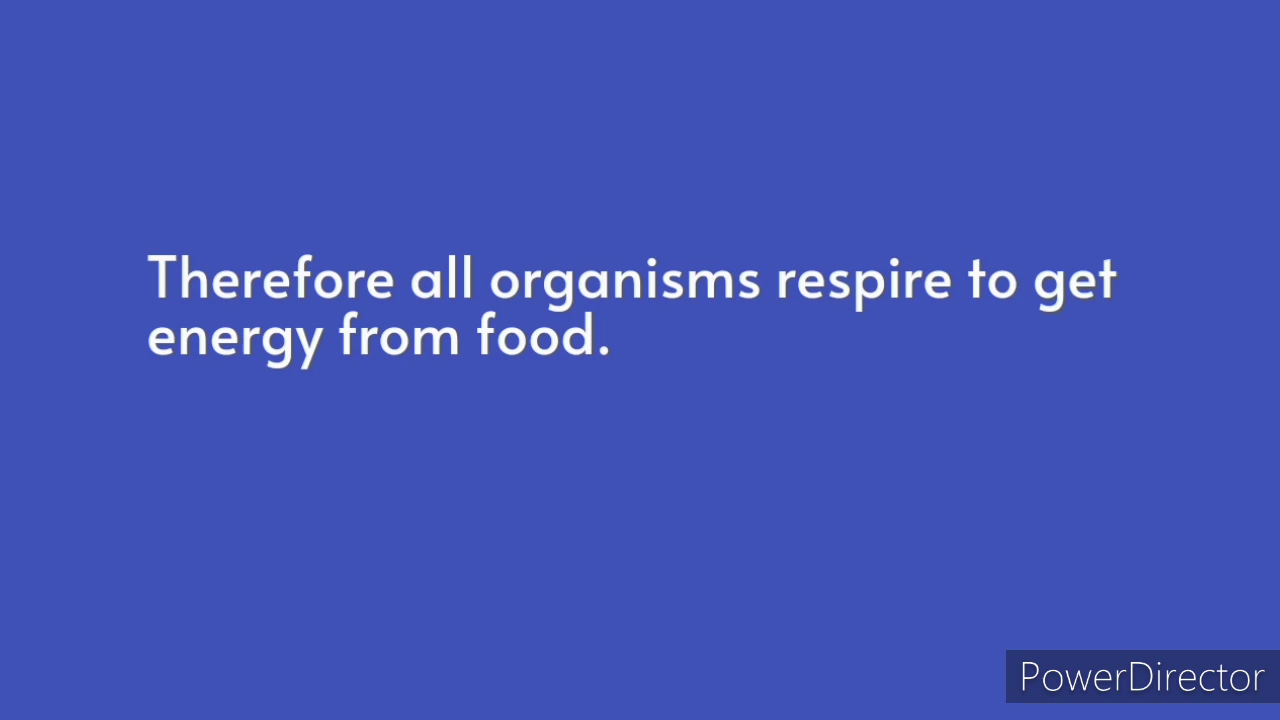 Therefore all organisms respire to get
energy from food.
PowerDirector